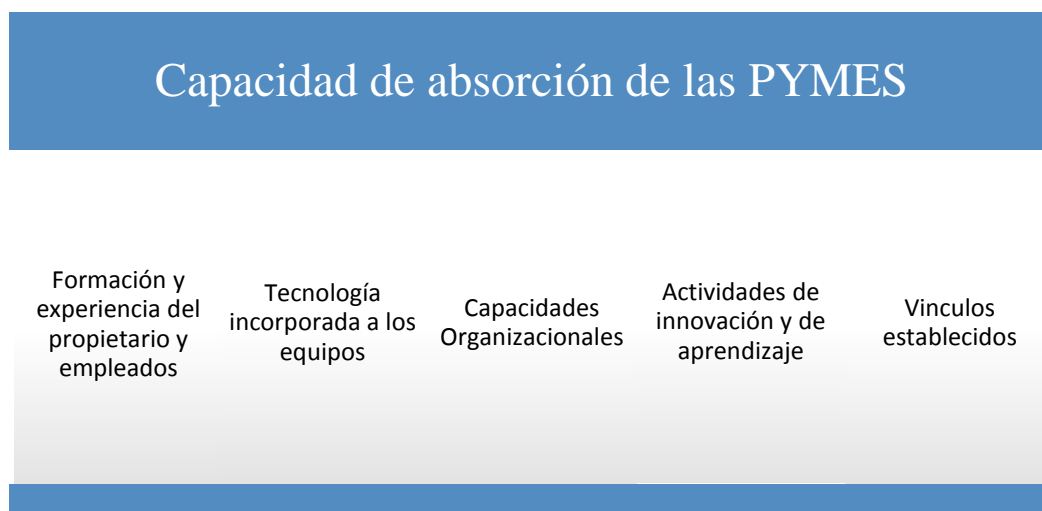 Capacidad de absorción de las PYMES
Formación y
experiencia del
propietario y
empleados
Tecnología
incorporada a los
equipos
Capacidades
Organizacionales
Actividades de
innovación y de
aprendizaje
Vinculos
establecidos